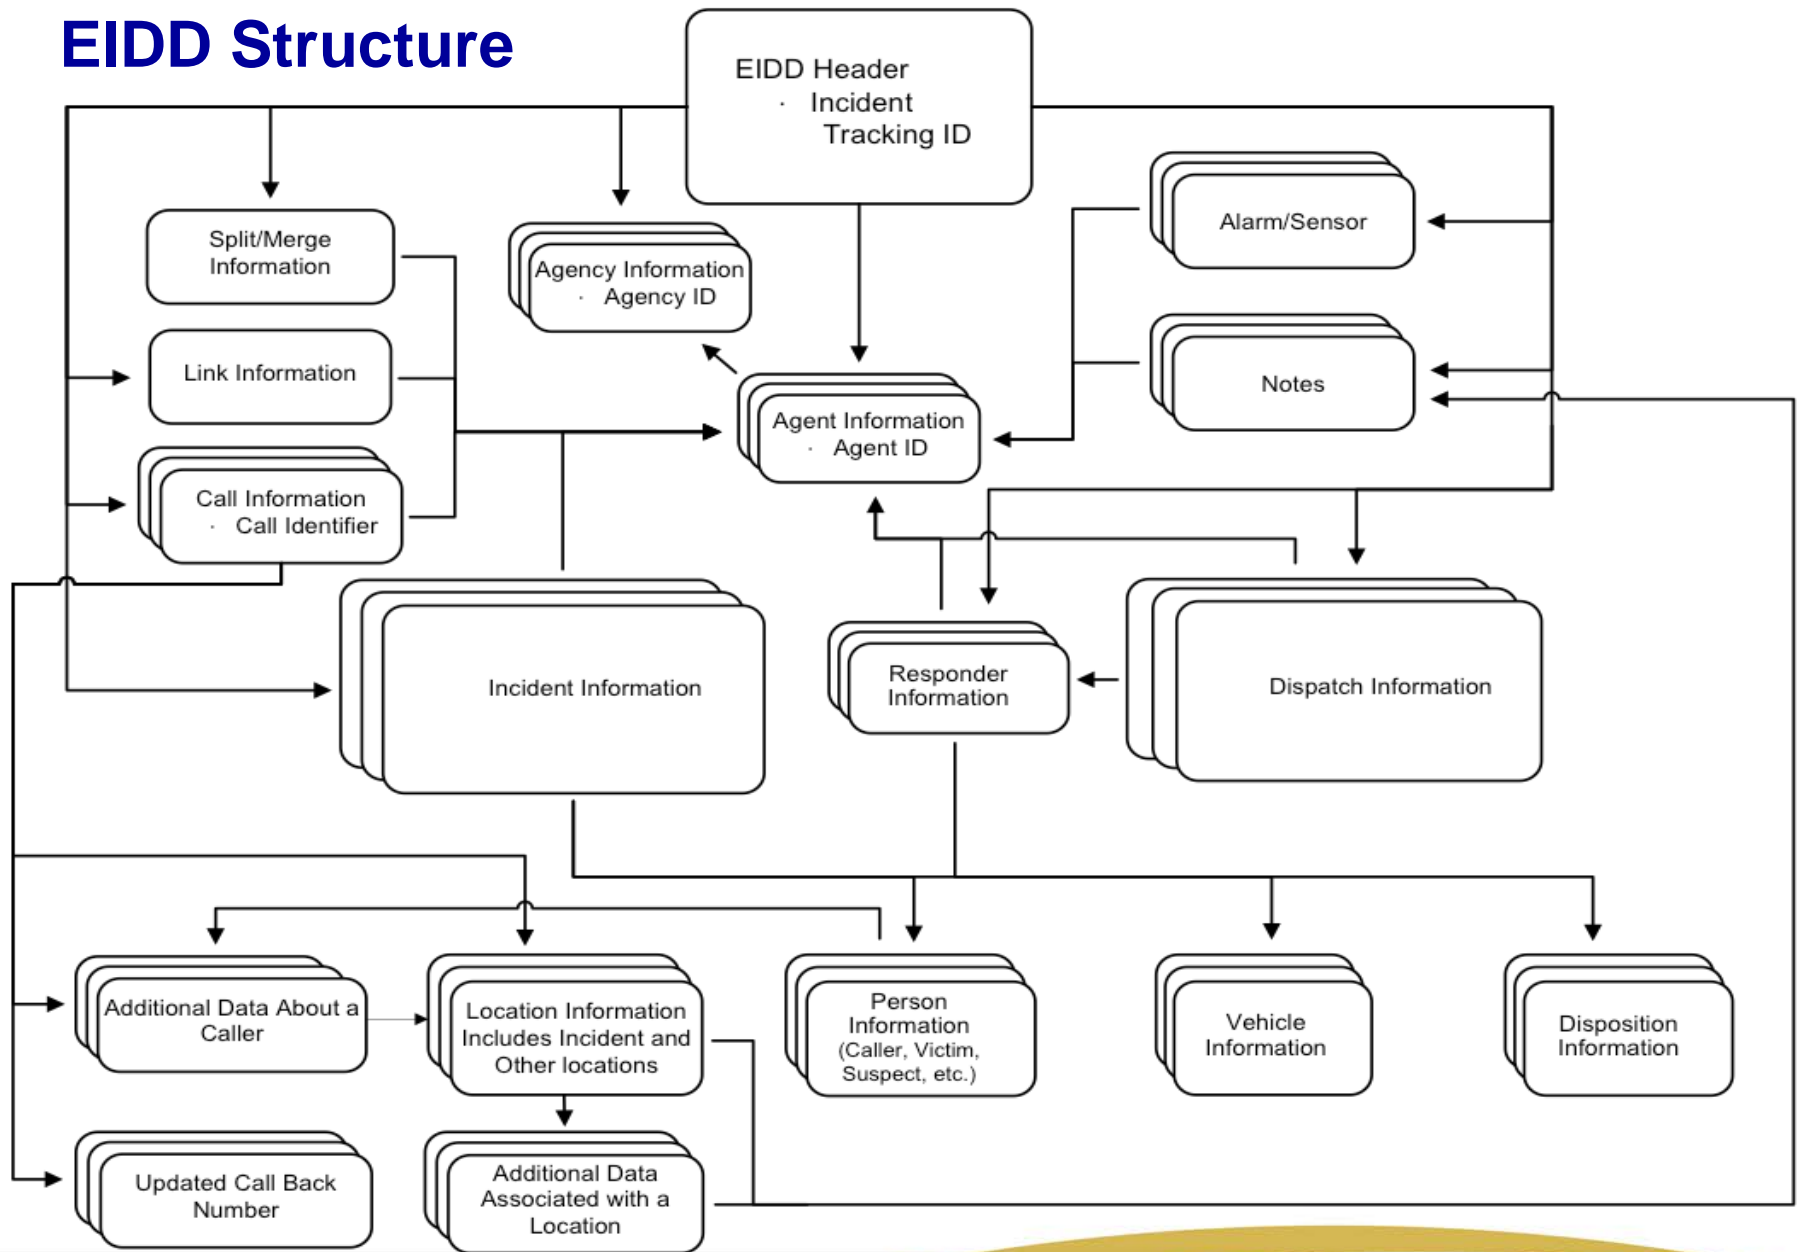 EIDD Structure
EIDD Header
· Incident
Tracking ID
Split/Merge
Information
Agency Information
· Agency ID
Alarm/Sensor
Link Information
Notes
Agent Information
· Agent ID
Call Information
· Call Identifier
Incident Information
Responder
Information
Dispatch Information
Additional Data About a
Caller
Location Information
Includes Incident and
Other locations
Person
Information
(Caller, Victim,
Suspect, etc.)
Vehicle
Information
Disposition
Information
Updated Call Back
Number
Additional Data
Associated with a
Location